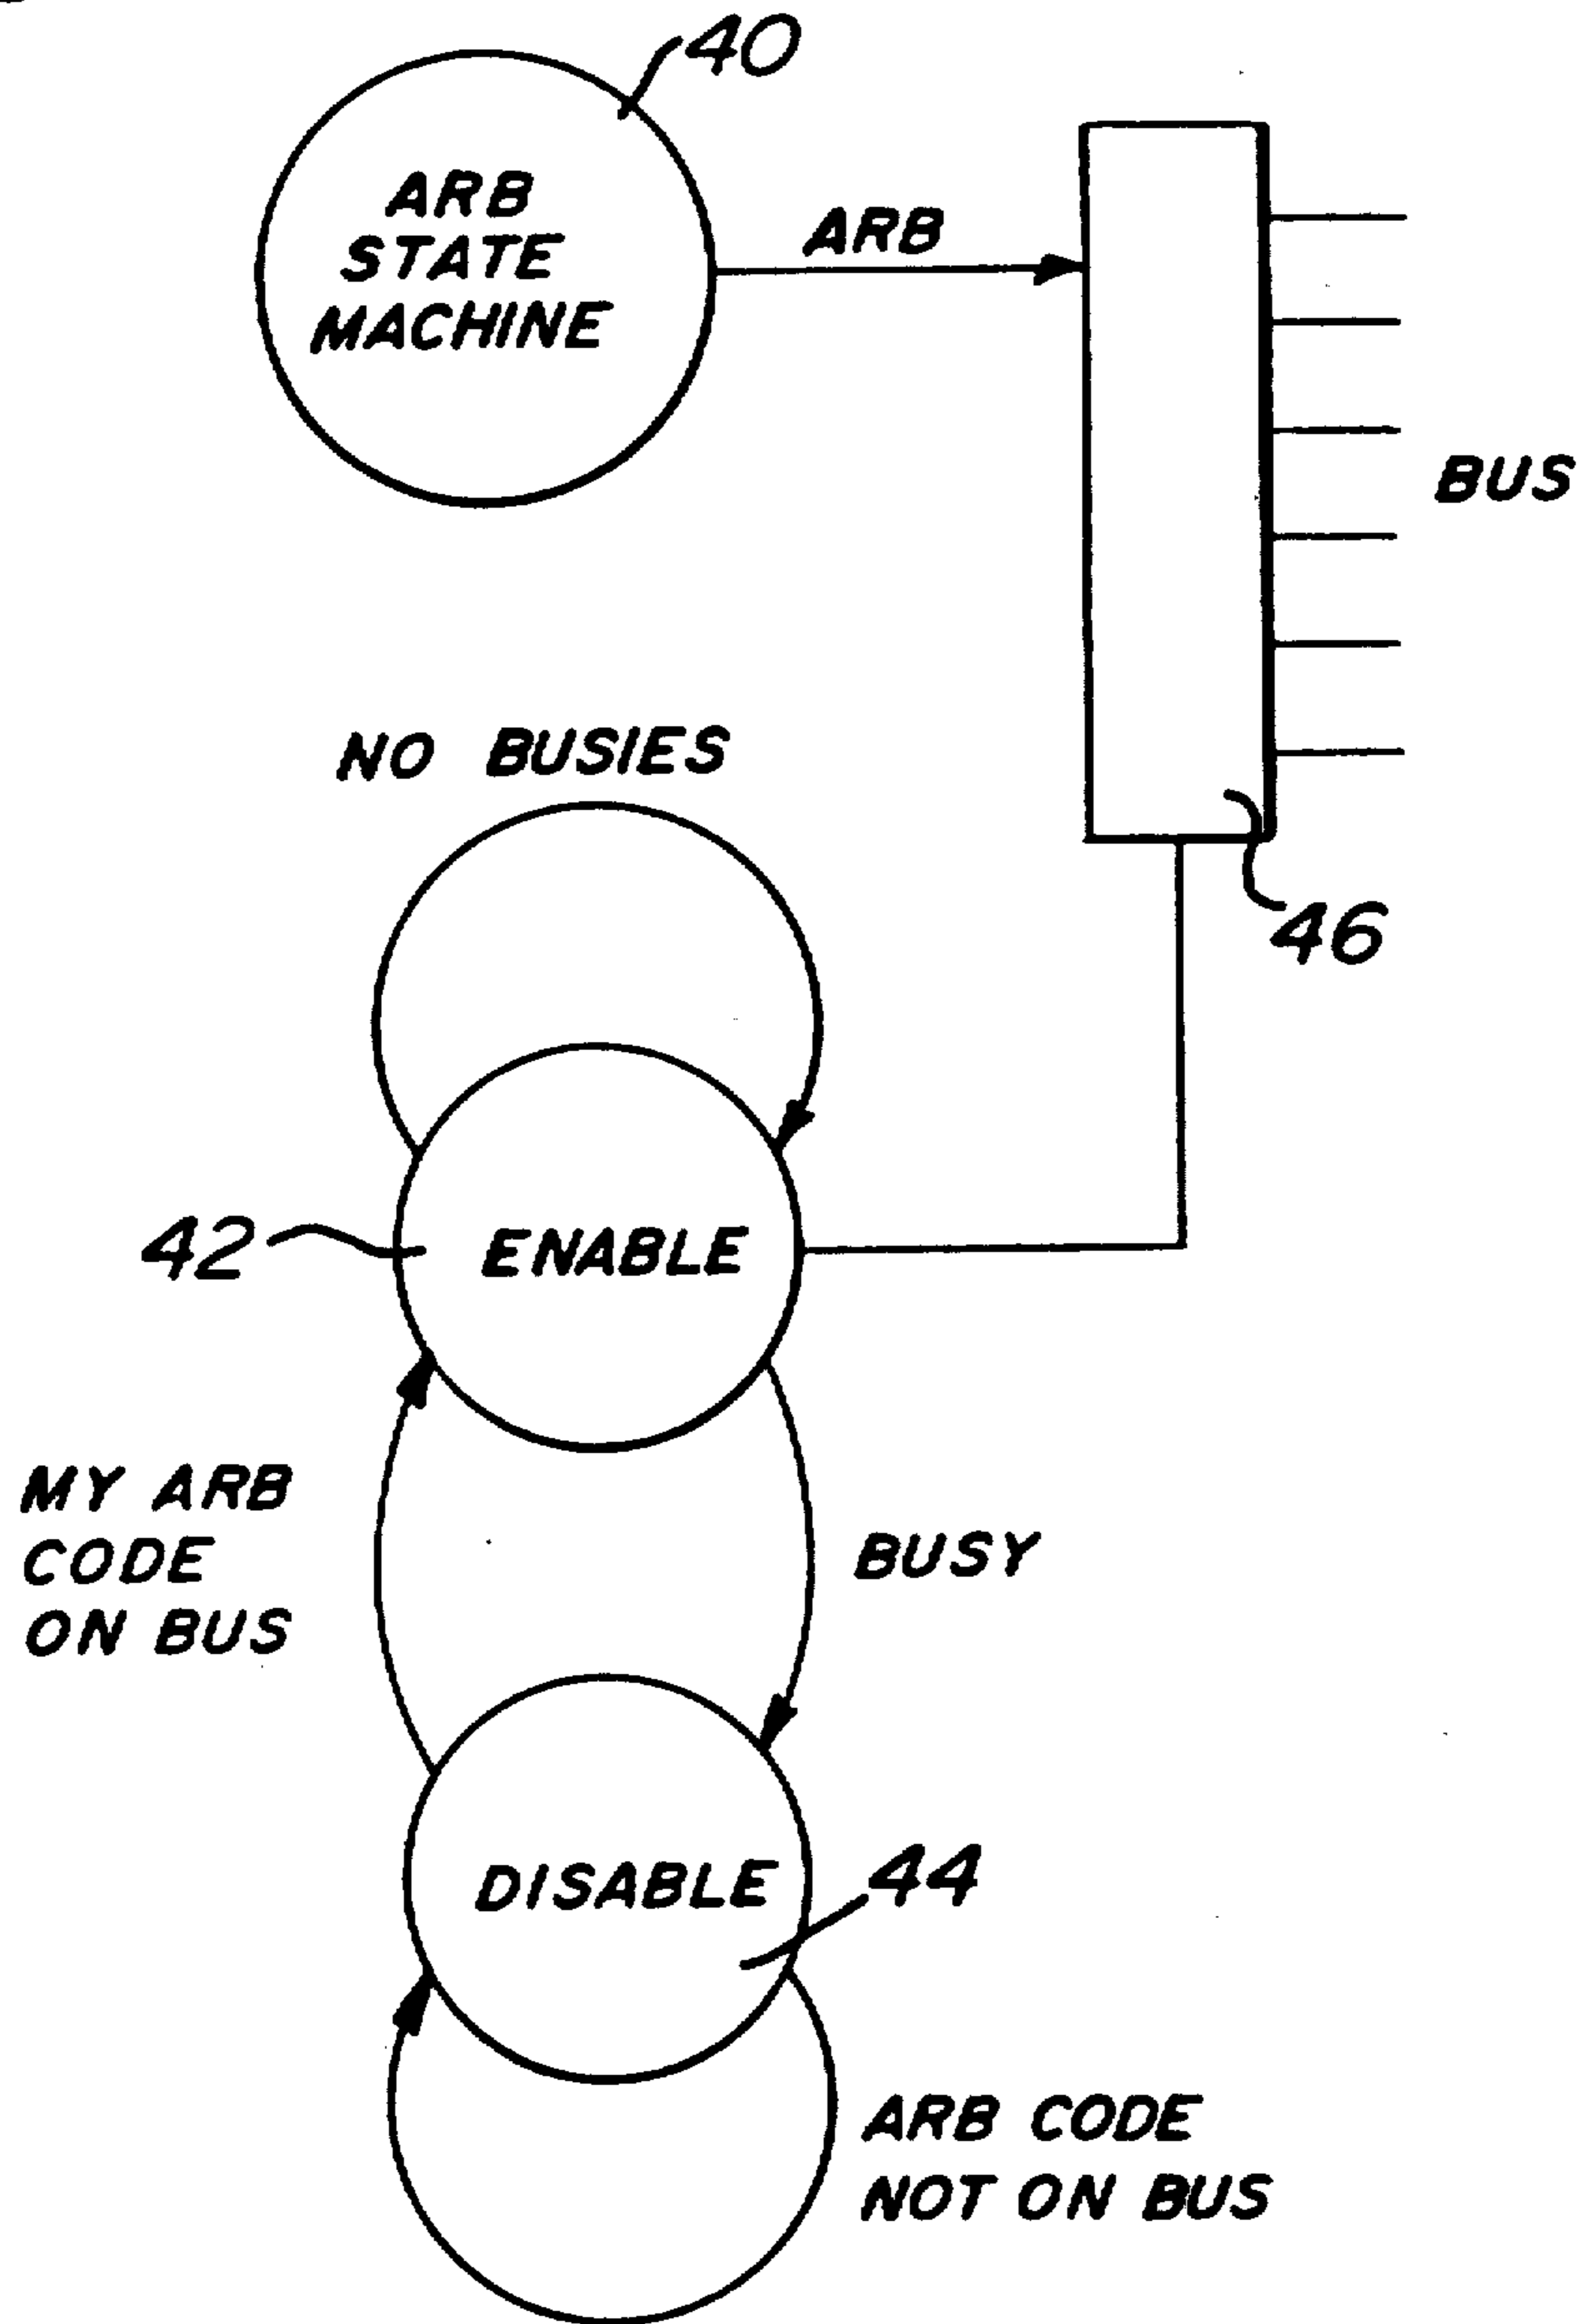 40
ARB
STATE
MACHINE
ARB
BUS
NO BUSIES
46
42
ENABLE
MY ARB
CODE
ON BUS
BUSY
DISABLE
44
ARB CODE
NOT ON BUS